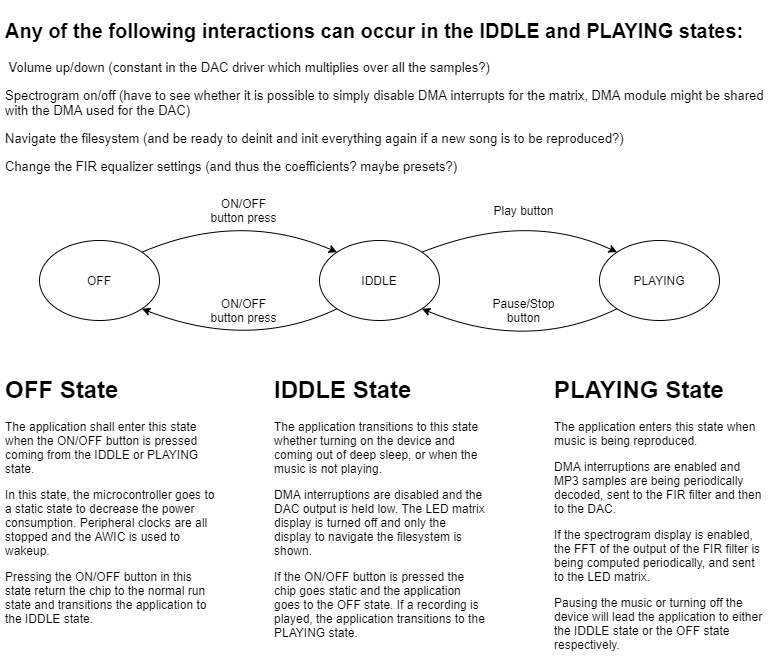 Any of the following interactions can occur in the IDDLE and PLAYING states:
Volume up/down (constant in the DAC driver which multiplies over all the samples?)
Spectrogram on/off (have to see whether it is possible to simply disable DMA interrupts for the matrix, DMA module might be shared
with the DMA used for the DAC)
Navigate the filesystem (and be ready to deinit and init everything again if a new song is to be reproduced?)
Change the FIR equalizer settings (and thus the coefficients? maybe presets?)
ON/OFF
button press
Play button
OFF
IDDLE
PLAYING
ON/OFF
button press
Pause/Stop
button
OFF State
The application shall enter this state
when the ON/OFF button is pressed
coming from the IDDLE or PLAYING
state.
In this state, the microcontroller goes to
a static state to decrease the power
consumption. Peripheral clocks are all
stopped and the AWIC is used to
wakeup.
Pressing the ON/OFF button in this
state return the chip to the normal run
state and transitions the application to
the IDDLE state.
IDDLE State
The application transitions to this state
whether turning on the device and
coming out of deep sleep, or when the
music is not playing.
DMA interruptions are disabled and the
DAC output is held low. The LED matrix
display is turned off and only the
display to navigate the filesystem is
shown.
If the ON/OFF button is pressed the
chip goes static and the application
goes to the OFF state. If a recording is
played, the application transitions to the
PLAYING state.
PLAYING State
The application enters this state when
music is being reproduced.
DMA interruptions are enabled and
MP3 samples are being periodically
decoded, sent to the FIR filter and then
to the DAC.
If the spectrogram display is enabled,
the FFT of the output of the FIR filter is
being computed periodically, and sent
to the LED matrix.
Pausing the music or turning off the
device will lead the application to either
the IDDLE state or the OFF state
respectively.